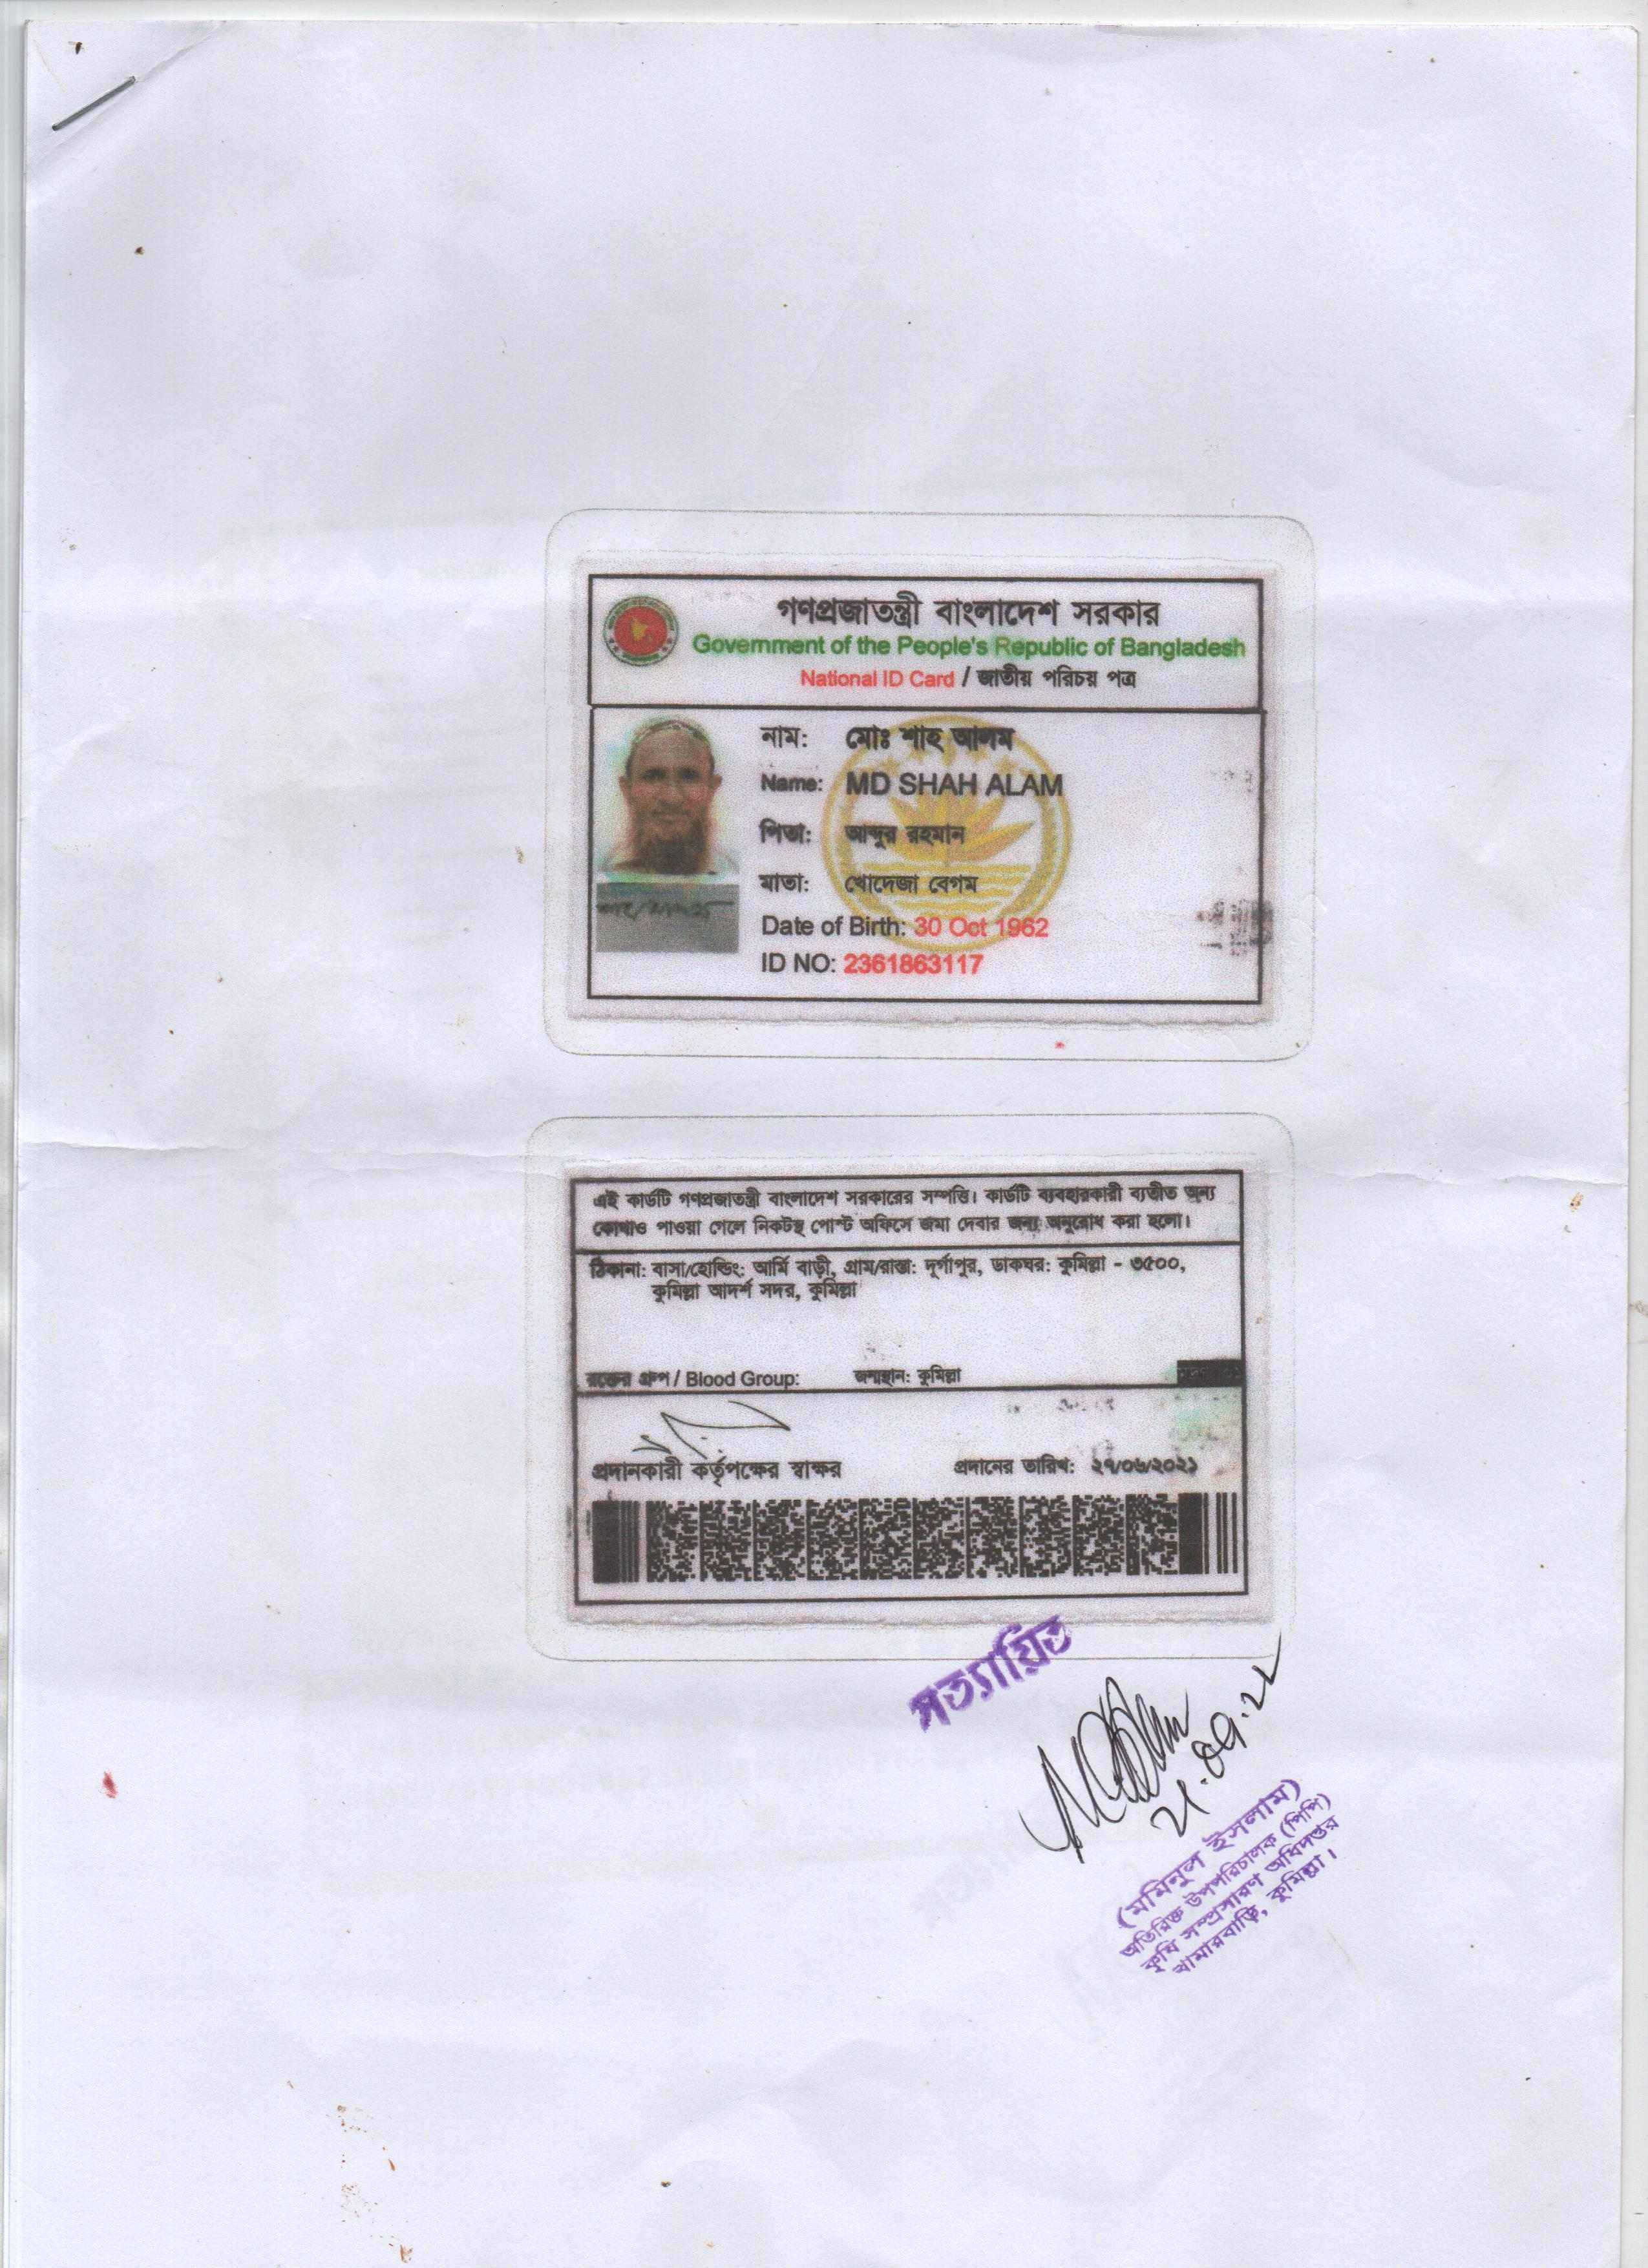 গণপ্রজাতন্ত্রী বাংলাদেশ সরকার
Government of the People's Republic of Bangladesh
National ID Card / জাতীয় পরিচয় পত্র
নাম: মোঃ শাহ আলম
Name: MD SHAH ALAM
পিতা: আব্দুর রহমান
মাতা: খোদেজা বেগম
Date of Birth: 30 Oct 1962
ID NO: 2361863117
এই কার্ডটি গণপ্রজাতন্ত্রী বাংলাদেশ সরকারের সম্পত্তি। কার্ডটি ব্যবহারকারী ব্যতীত অন্য
কোথাও পাওয়া গেলে নিকটস্থ পোস্ট অফিসে জমা দেবার জন্য অনুরোধ করা হলো।
ঠিকানা: বাসা/হোল্ডিং: আর্মি বাড়ী, গ্রাম/রাস্তা: দূর্গাপুর, ডাকঘর: কুমিল্লা - ৩৫০০,
কুমিল্লা আদর্শ সদর, কুমিল্লা
রক্তের গ্রুপ / Blood Group: জন্মস্থান: কুমিল্লা
প্রদানকারী কর্তৃপক্ষের স্বাক্ষর প্রদানের তারিখ: ২৭/০৬/২০২১
সত্যায়িত
(মমিনুল ইসলাম)
অতিরিক্ত উপপরিচালক (পিপি)
কৃষি সম্প্রসারণ অধিদপ্তর
খামারবাড়ি, কুমিল্লা।